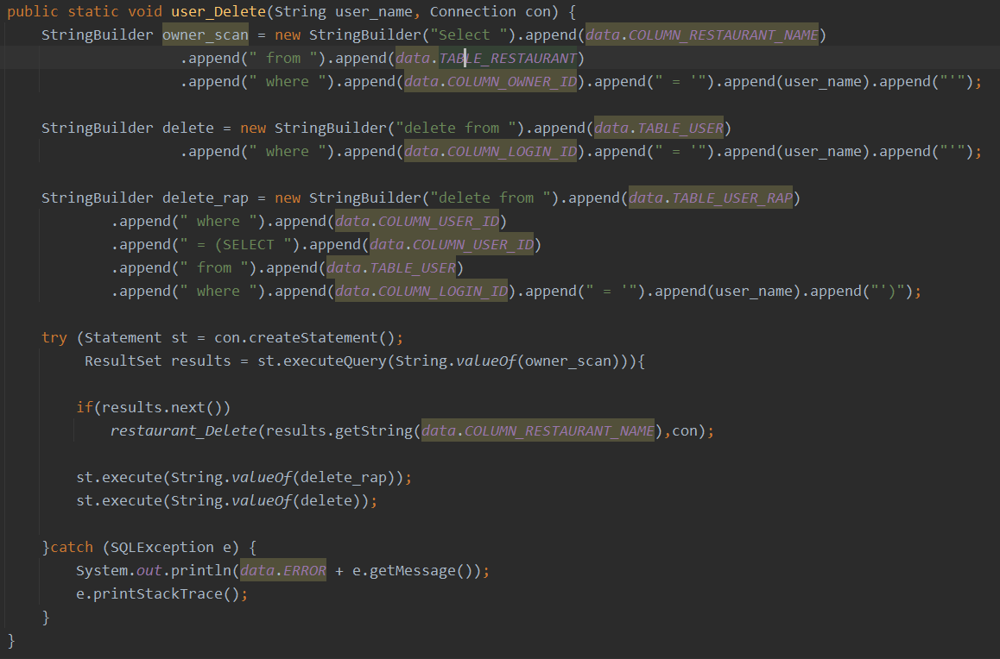 public static void user_Delete(String user_name, Connection con) {
    StringBuilder owner_scan = new StringBuilder("Select ").append(data.COLUMN_RESTAURANT_NAME)
                    .append(" from ").append(data.TABLE_RESTAURANT)
                    .append(" where ").append(data.COLUMN_OWNER_ID).append(" = '").append(user_name).append("'");
    StringBuilder delete = new StringBuilder("delete from ").append(data.TABLE_USER)
                    .append(" where ").append(data.COLUMN_LOGIN_ID).append(" = '").append(user_name).append("'");
    StringBuilder delete_rap = new StringBuilder("delete from ").append(data.TABLE_USER_RAP)
            .append(" where ").append(data.COLUMN_USER_ID)
            .append(" = (SELECT ").append(data.COLUMN_USER_ID)
            .append(" from ").append(data.TABLE_USER)
            .append(" where ").append(data.COLUMN_LOGIN_ID).append(" = '").append(user_name).append("')");
    try (Statement st = con.createStatement();
         ResultSet results = st.executeQuery(String.valueOf(owner_scan))){
        if(results.next())
            restaurant_Delete(results.getString(data.COLUMN_RESTAURANT_NAME),con);
        st.execute(String.valueOf(delete_rap));
        st.execute(String.valueOf(delete));
    }catch (SQLException e) {
        System.out.println(data.ERROR + e.getMessage());
        e.printStackTrace();
    }
}